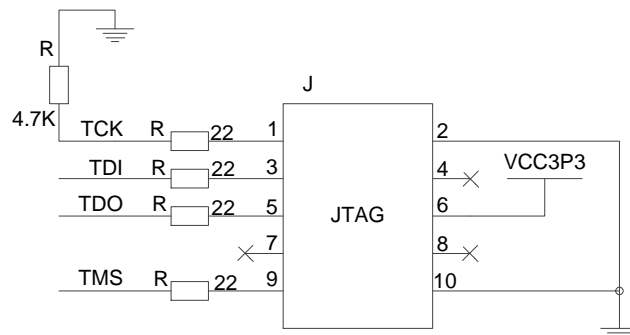 R
J
4.7K TCK R 22 1 2
VCC3P3
TDI R 22 3 4
TDO R 22 5 JTAG 6
7 8
TMS R 22 9 10